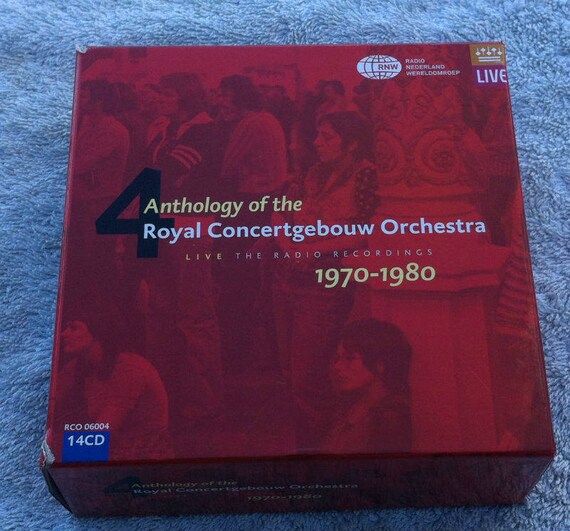 RNW
RADIO
NEDERLAND
WERELDOMROEP
LIVE
4
Anthology of the
Royal Concertgebouw Orchestra
LIVE THE RADIO RECORDINGS
1970-1980
RCO 06004
14CD
4
Anthology of the
Royal Concertgebouw Orchestra
1970-1980